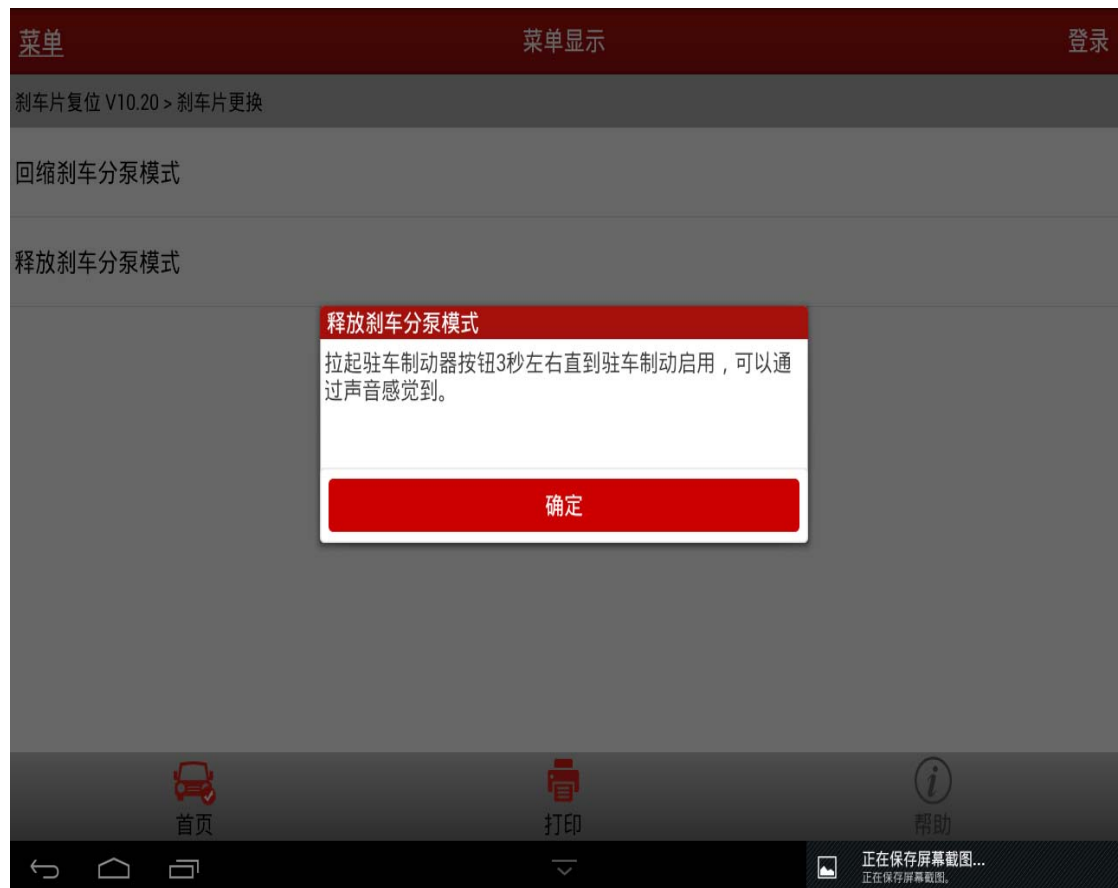 菜单 菜单显示 登录
刹车片复位 V10.20 > 刹车片更换
回缩刹车分泵模式
释放刹车分泵模式
释放刹车分泵模式
拉起驻车制动器按钮3秒左右直到驻车制动启用，可以通
过声音感觉到。
确定
首页 打印 帮助
正在保存屏幕截图...
正在保存屏幕截图。